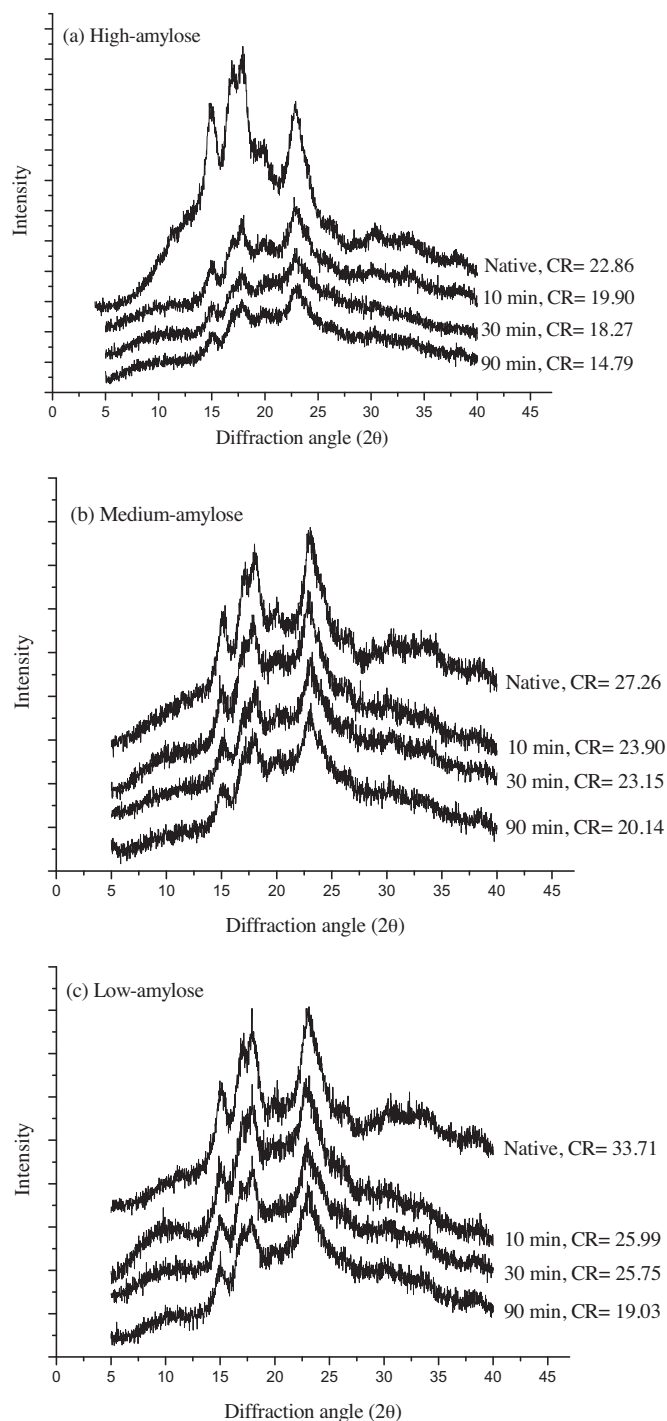 (a) High-amylose
Intensity
Native, CR= 22.86
10 min, CR= 19.90
30 min, CR= 18.27
90 min, CR= 14.79
0 5 10 15 20 25 30 35 40 45
Diffraction angle (2θ)
(b) Medium-amylose
Intensity
Native, CR= 27.26
10 min, CR= 23.90
30 min, CR= 23.15
90 min, CR= 20.14
0 5 10 15 20 25 30 35 40 45
Diffraction angle (2θ)
(c) Low-amylose
Intensity
Native, CR= 33.71
10 min, CR= 25.99
30 min, CR= 25.75
90 min, CR= 19.03
0 5 10 15 20 25 30 35 40 45
Diffraction angle (2θ)